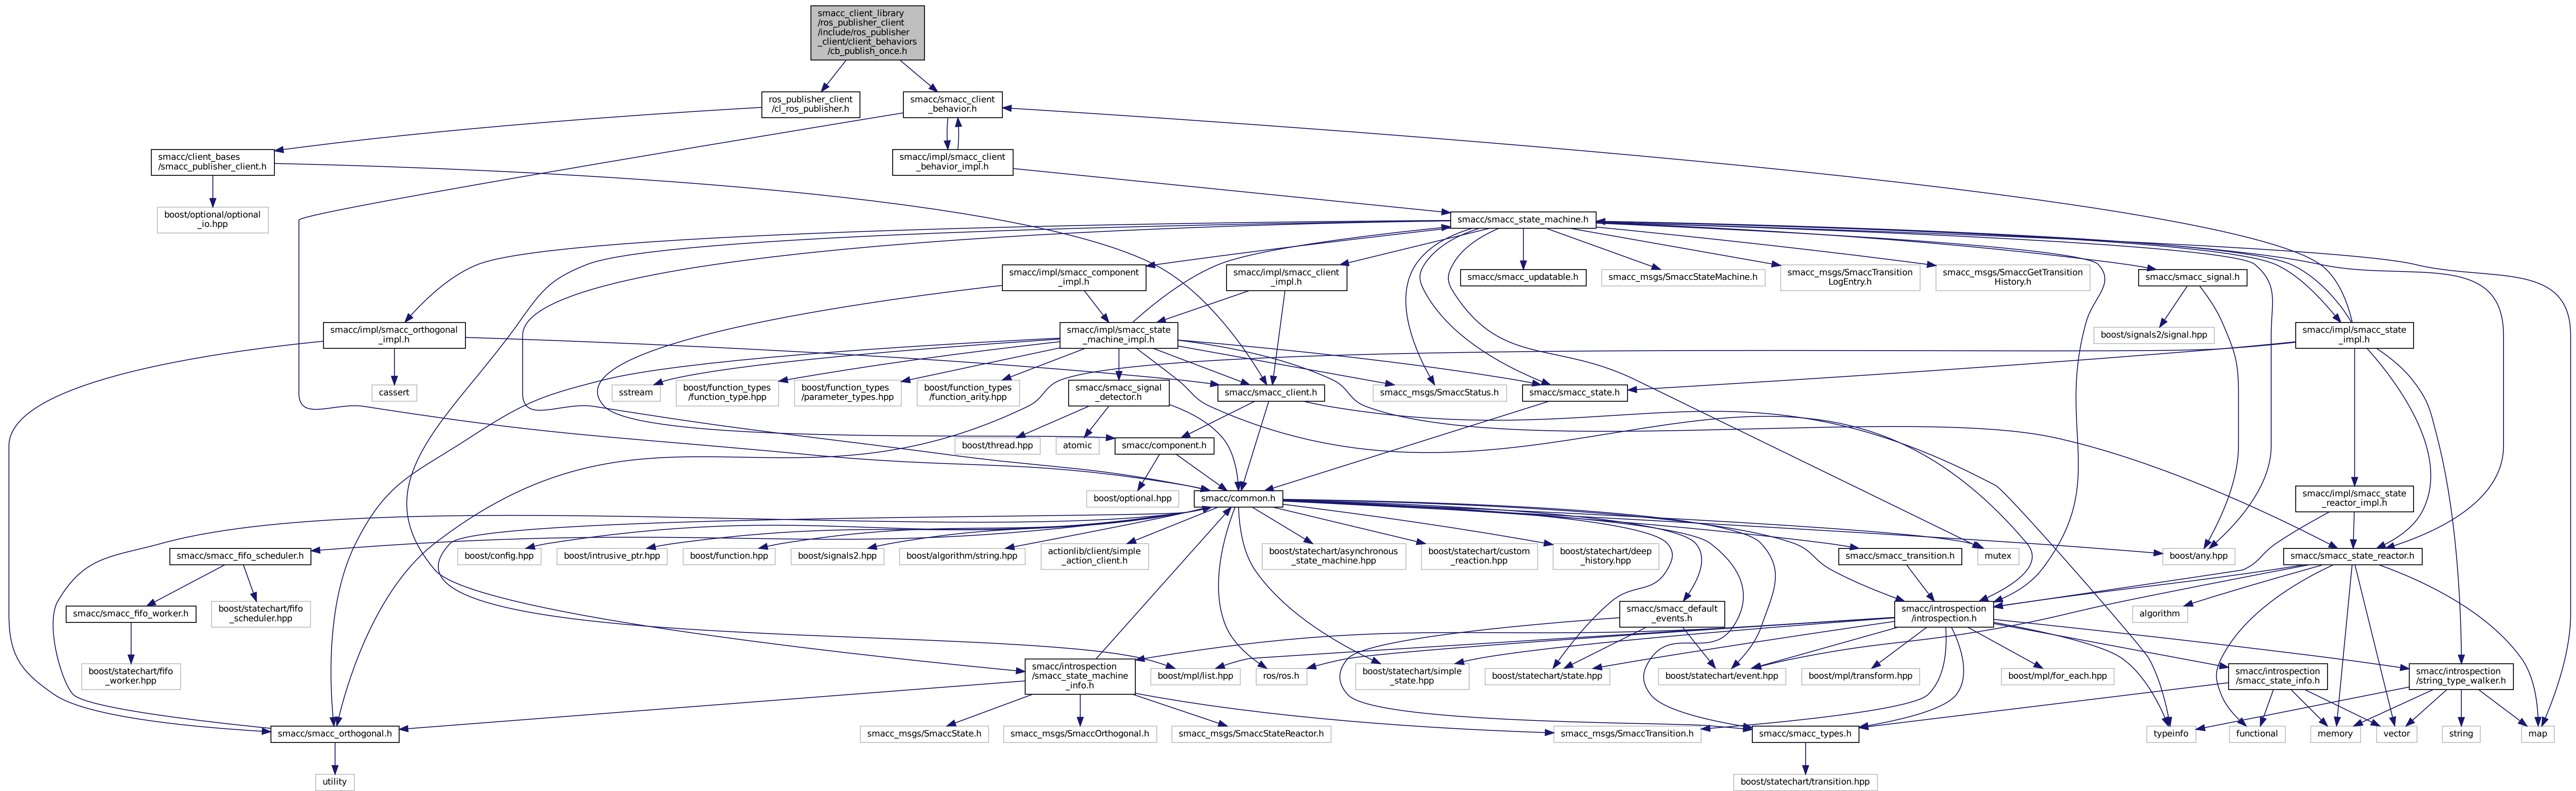 smacc_client_library
/ros_publisher_client
/include/ros_publisher
_client/client_behaviors
/cb_publish_once.h
ros_publisher_client
/cl_ros_publisher.h
smacc/smacc_client
_behavior.h
smacc/client_bases
/smacc_publisher_client.h
smacc/impl/smacc_client
_behavior_impl.h
boost/optional/optional
_io.hpp
smacc/smacc_state_machine.h
smacc/impl/smacc_component
_impl.h
smacc/impl/smacc_client
_impl.h
smacc/smacc_updatable.h
smacc_msgs/SmaccStateMachine.h
smacc_msgs/SmaccTransition
LogEntry.h
smacc_msgs/SmaccGetTransition
History.h
smacc/smacc_signal.h
smacc/impl/smacc_orthogonal
_impl.h
smacc/impl/smacc_state
_machine_impl.h
boost/signals2/signal.hpp
smacc/impl/smacc_state
_impl.h
cassert
sstream
boost/function_types
/function_type.hpp
boost/function_types
/parameter_types.hpp
boost/function_types
/function_arity.hpp
smacc/smacc_signal
_detector.h
smacc/smacc_client.h
smacc_msgs/SmaccStatus.h
smacc/smacc_state.h
boost/thread.hpp
atomic
smacc/component.h
boost/optional.hpp
smacc/common.h
smacc/impl/smacc_state
_reactor_impl.h
smacc/smacc_fifo_scheduler.h
boost/config.hpp
boost/intrusive_ptr.hpp
boost/function.hpp
boost/signals2.hpp
boost/algorithm/string.hpp
actionlib/client/simple
_action_client.h
boost/statechart/asynchronous
_state_machine.hpp
boost/statechart/custom
_reaction.hpp
boost/statechart/deep
_history.hpp
smacc/smacc_transition.h
mutex
boost/any.hpp
smacc/smacc_state_reactor.h
smacc/smacc_fifo_worker.h
boost/statechart/fifo
_scheduler.hpp
smacc/smacc_default
_events.h
smacc/introspection
/introspection.h
algorithm
boost/statechart/fifo
_worker.hpp
smacc/introspection
/smacc_state_machine
_info.h
boost/mpl/list.hpp
ros/ros.h
boost/statechart/simple
_state.hpp
boost/statechart/state.hpp
boost/statechart/event.hpp
boost/mpl/transform.hpp
boost/mpl/for_each.hpp
smacc/introspection
/smacc_state_info.h
smacc/introspection
/string_type_walker.h
smacc/smacc_orthogonal.h
smacc_msgs/SmaccState.h
smacc_msgs/SmaccOrthogonal.h
smacc_msgs/SmaccStateReactor.h
smacc_msgs/SmaccTransition.h
smacc/smacc_types.h
typeinfo
functional
memory
vector
string
map
utility
boost/statechart/transition.hpp